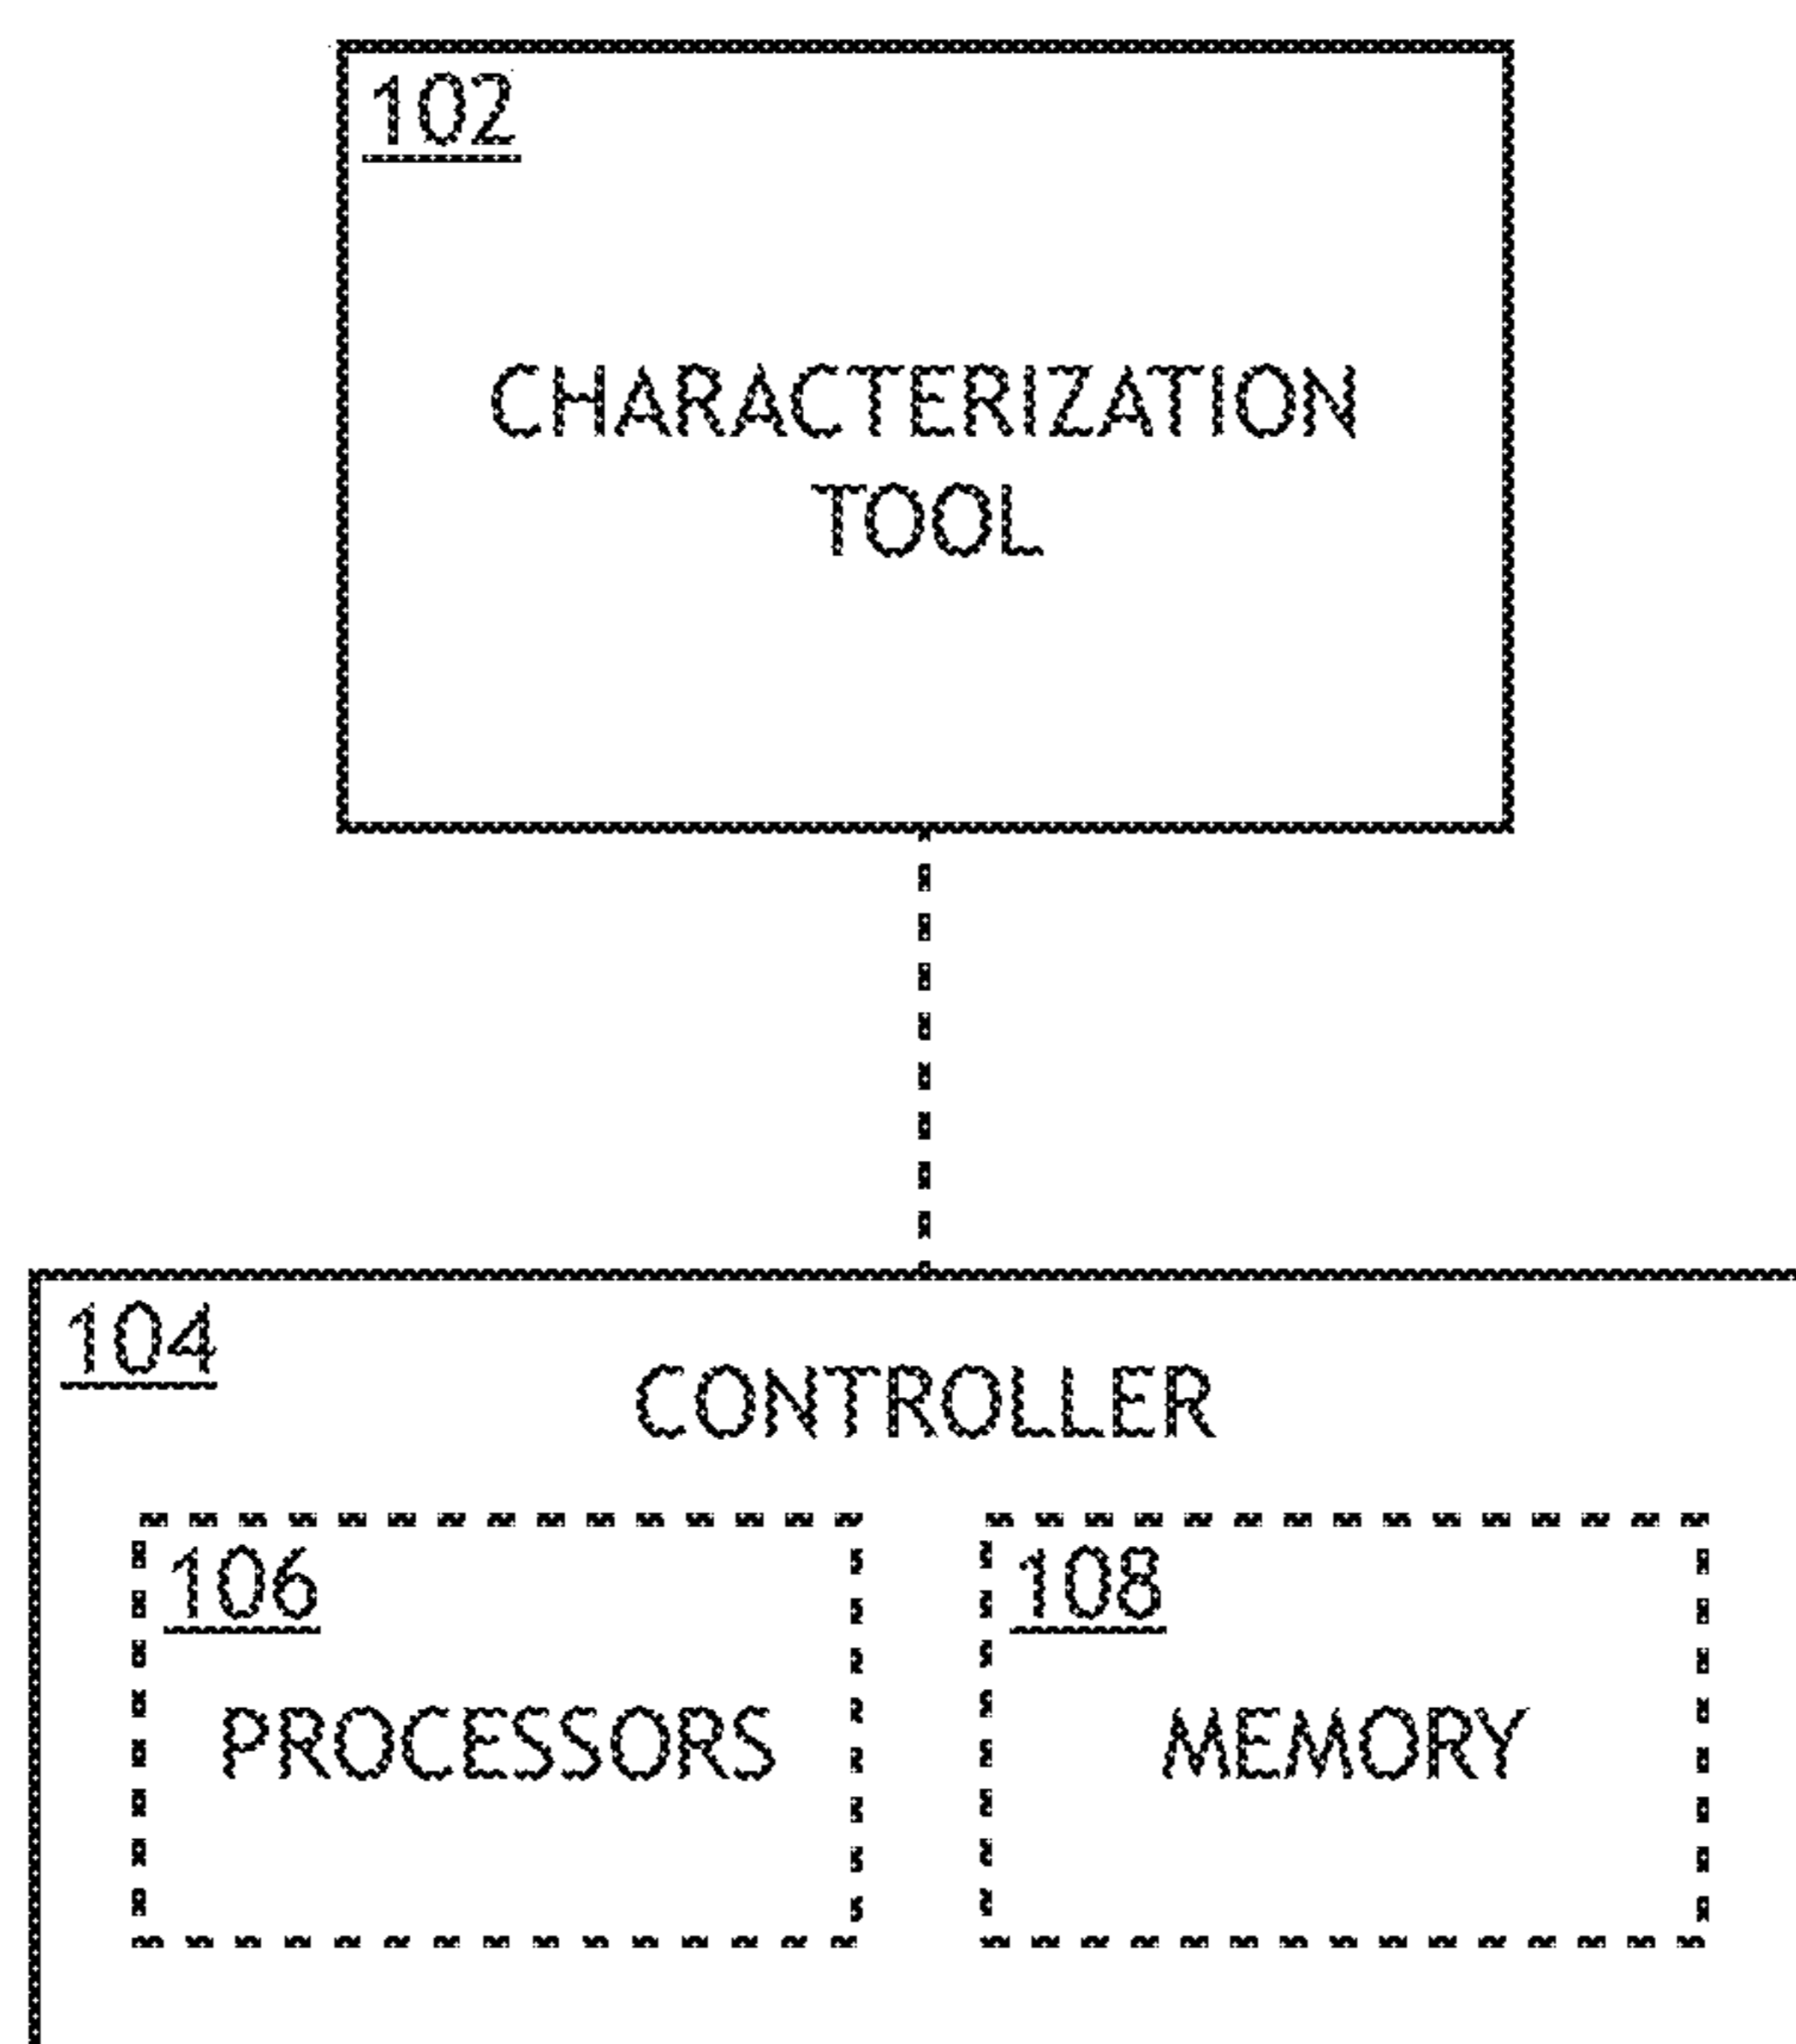 102
CHARACTERIZATION
TOOL
104
CONTROLLER
106
PROCESSORS
108
MEMORY